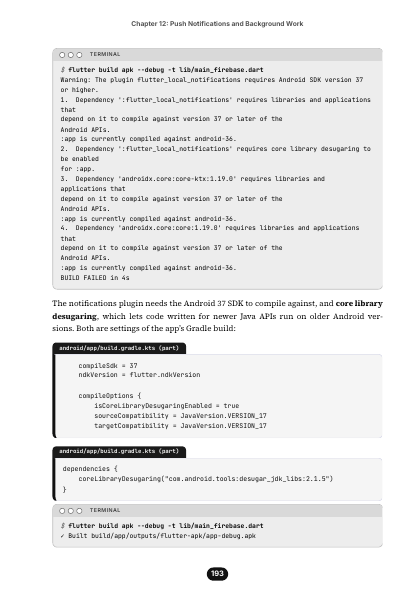 Chapter 12: Push Notifications and Background Work
TERMINAL
$ flutter build apk --debug -t lib/main_firebase.dart
Warning: The plugin flutter_local_notifications requires Android SDK version 37
or higher.
1.  Dependency ':flutter_local_notifications' requires libraries and applications
that
depend on it to compile against version 37 or later of the
Android APIs.
:app is currently compiled against android-36.
2.  Dependency ':flutter_local_notifications' requires core library desugaring to
be enabled
for :app.
3.  Dependency 'androidx.core:core-ktx:1.19.0' requires libraries and
applications that
depend on it to compile against version 37 or later of the
Android APIs.
:app is currently compiled against android-36.
4.  Dependency 'androidx.core:core:1.19.0' requires libraries and applications
that
depend on it to compile against version 37 or later of the
Android APIs.
:app is currently compiled against android-36.
BUILD FAILED in 4s
The notifications plugin needs the Android 37 SDK to compile against, and core library
desugaring, which lets code written for newer Java APIs run on older Android ver-
sions. Both are settings of the app's Gradle build:
android/app/build.gradle.kts (part)
compileSdk = 37
ndkVersion = flutter.ndkVersion
compileOptions {
isCoreLibraryDesugaringEnabled = true
sourceCompatibility = JavaVersion.VERSION_17
targetCompatibility = JavaVersion.VERSION_17
android/app/build.gradle.kts (part)
dependencies {
coreLibraryDesugaring("com.android.tools:desugar_jdk_libs:2.1.5")
}
TERMINAL
$ flutter build apk --debug -t lib/main_firebase.dart
✓ Built build/app/outputs/flutter-apk/app-debug.apk
193